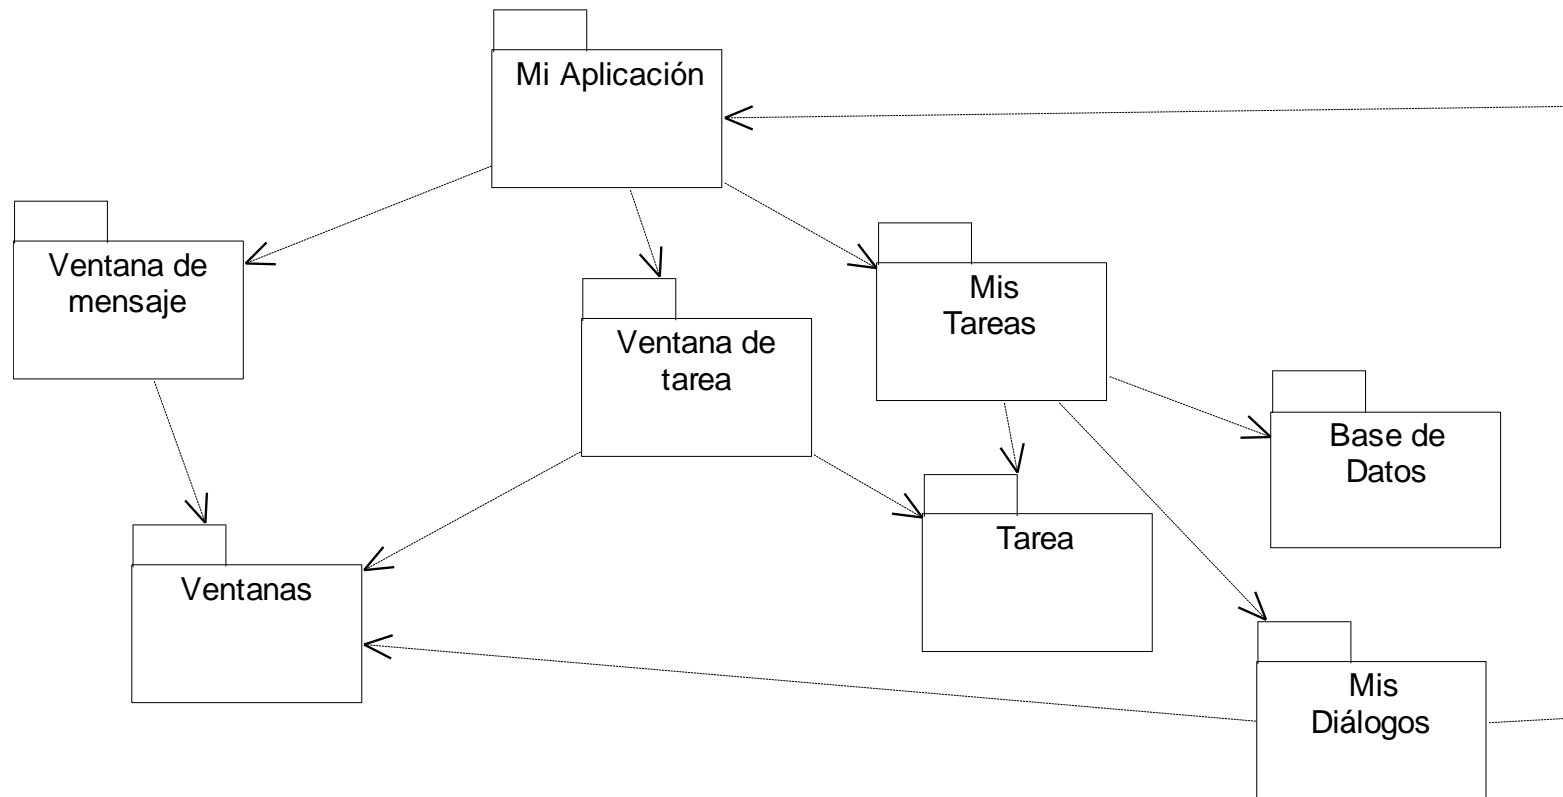 Mi Aplicación
Ventana de
mensaje
Ventana de
tarea
Mis
Tareas
Base de
Datos
Tarea
Ventanas
Mis
Diálogos